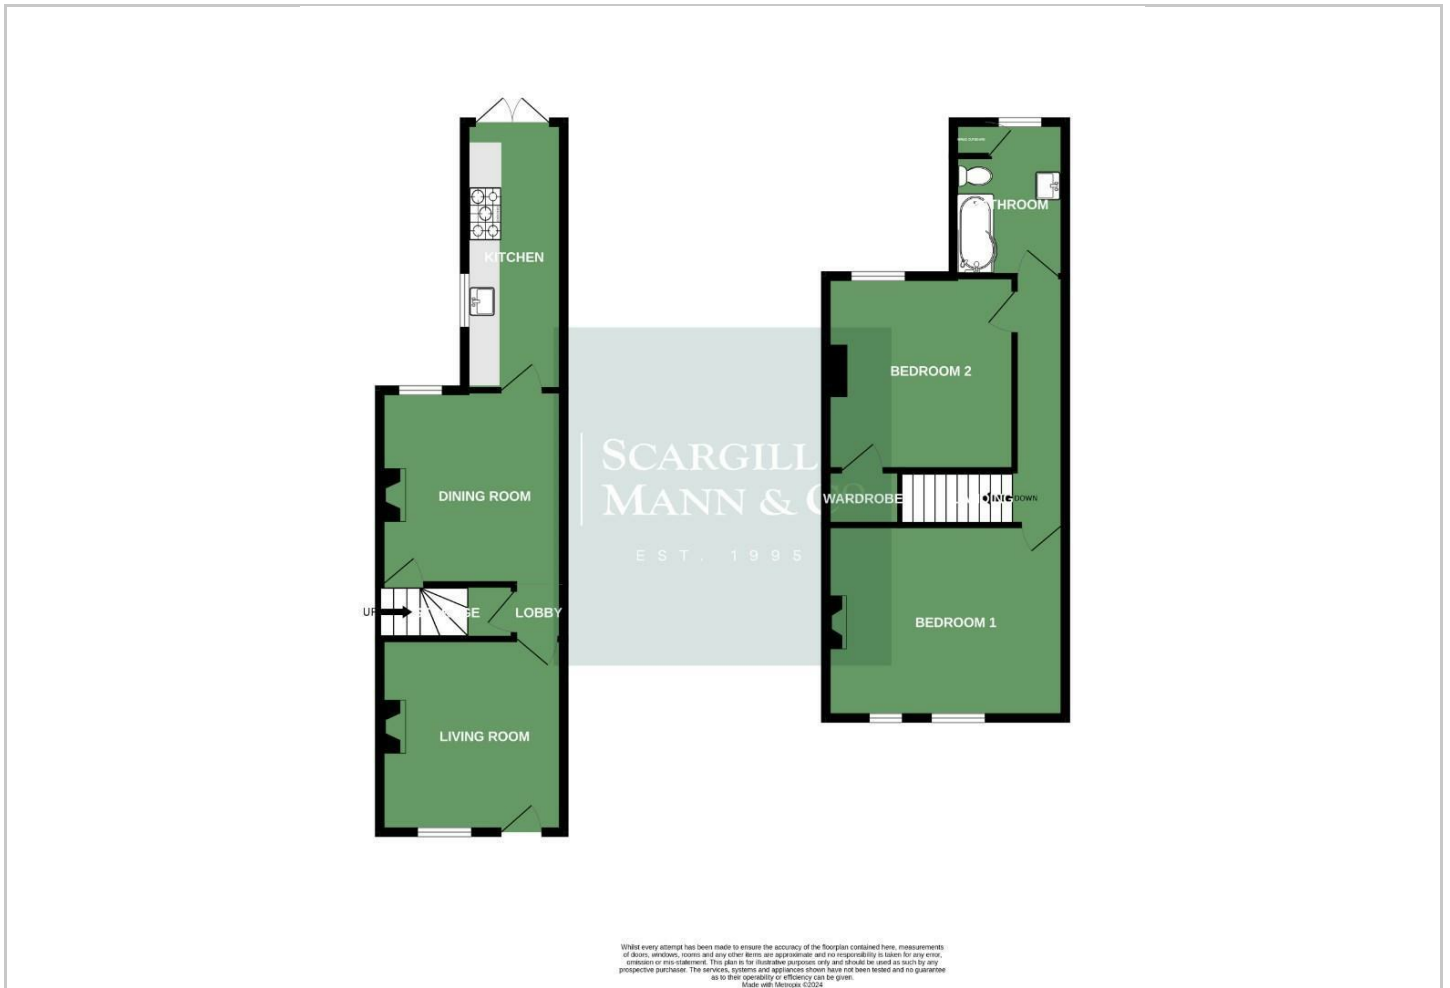 KITCHEN
DINING ROOM
UP
LOBBY
LIVING ROOM
BEDROOM 2
WARDROBE
DOWN
BEDROOM 1
SCARGILL
MANN & CO
EST. 1995
Whilst every attempt has been made to ensure the accuracy of the floorplan contained here, measurements
of doors, windows, rooms and any other items are approximate and no responsibility is taken for any error,
omission or mis-statement. This plan is for illustrative purposes only and should be used as such by any
prospective purchaser. The services, systems and appliances shown have not been tested and no guarantee
as to their operability or efficiency can be given.
Made with Metropix ©2024